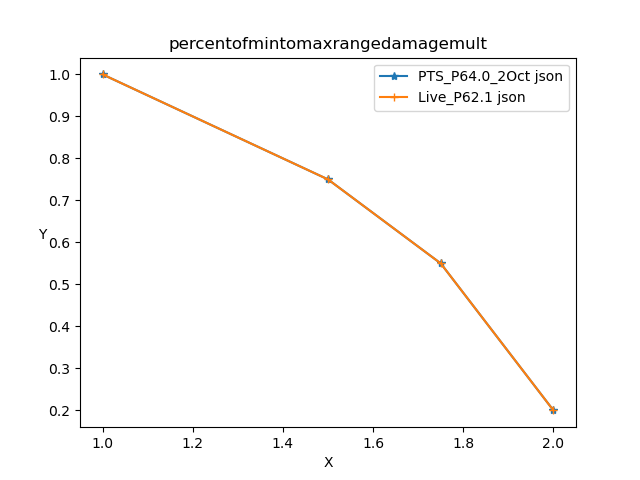 percentofmintomaxrangedamagemult
PTS_P64.0_2Oct json
Live_P62.1 json
1.0
0.9
0.8
0.7
0.6
0.5
0.4
0.3
0.2
Y
1.0 1.2 1.4 1.6 1.8 2.0
X